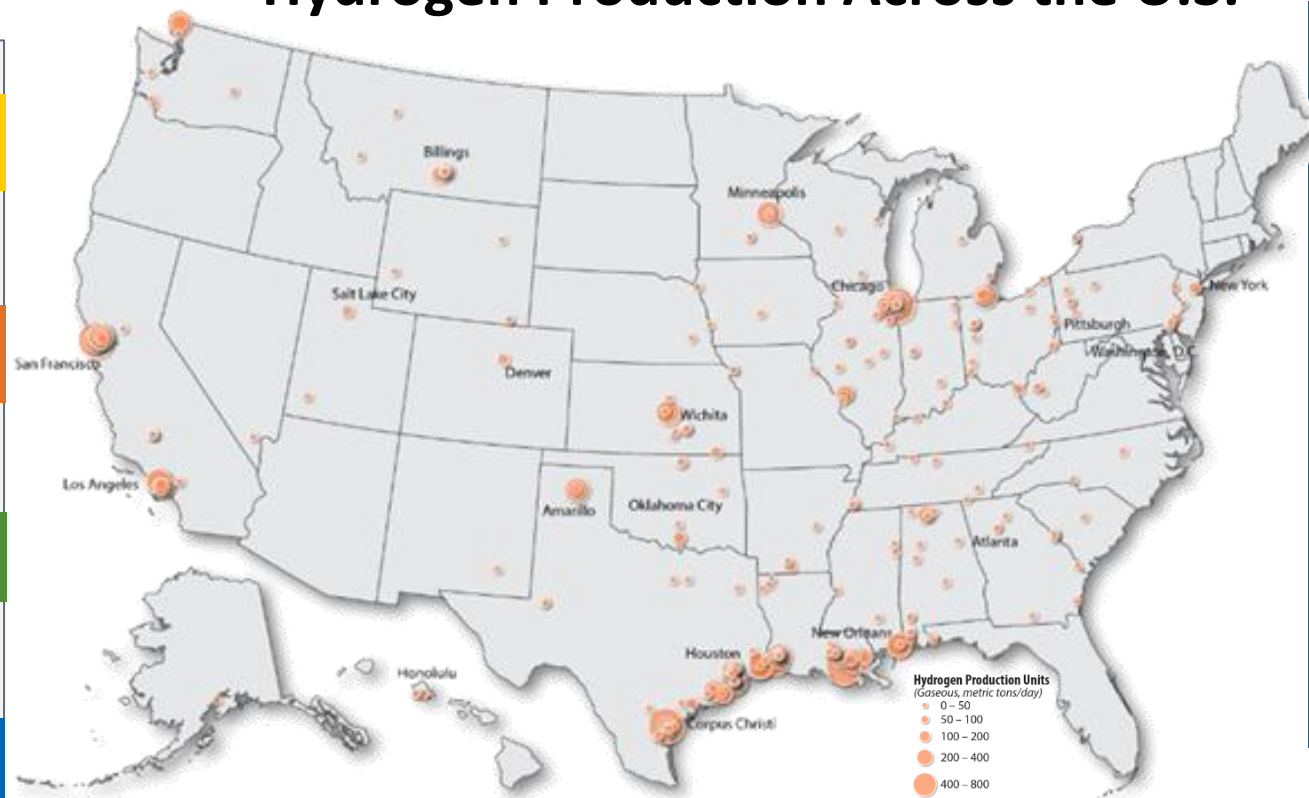 Hydrogen Production Across the U.S.
Billings
Minneapolis
Chicago
Salt Lake City
New York
Pittsburgh
Washington, D.C
San Francisco
Denver
Wichita
Los Angeles
Oklahoma City
Amarillo
Atlanta
New Orleans
Houston
Honolulu
Corpus Christi
Hydrogen Production Units
(Gaseous, metric tons/day)
0 – 50
50 – 100
100 – 200
200 – 400
400 – 800